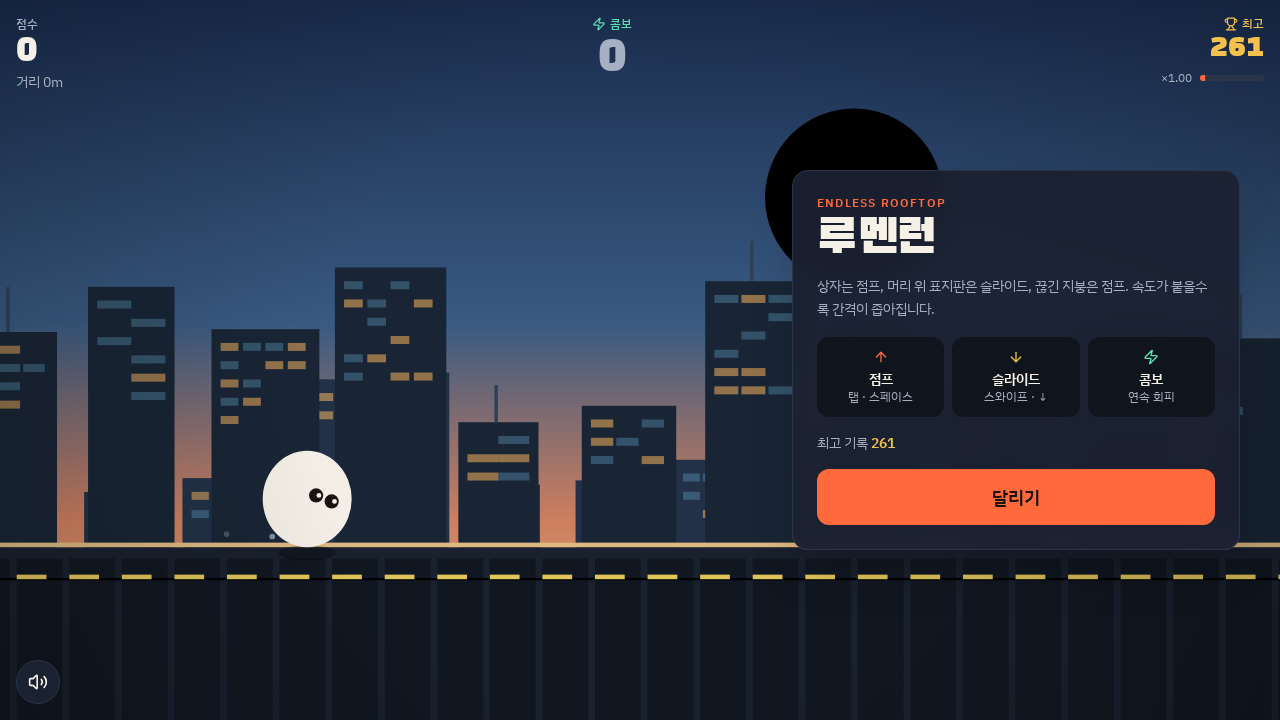 점수
0
거리 0m
콤보
0
최고
261
×1.00
ENDLESS ROOFTOP
루멘런
상자는 점프, 머리 위 표지판은 슬라이드, 끊긴 지붕은 점프. 속도가 붙을수
록 간격이 좁아집니다.
점프
탭 · 스페이스
슬라이드
스와이프 · ↓
콤보
연속 회피
최고 기록 261
달리기